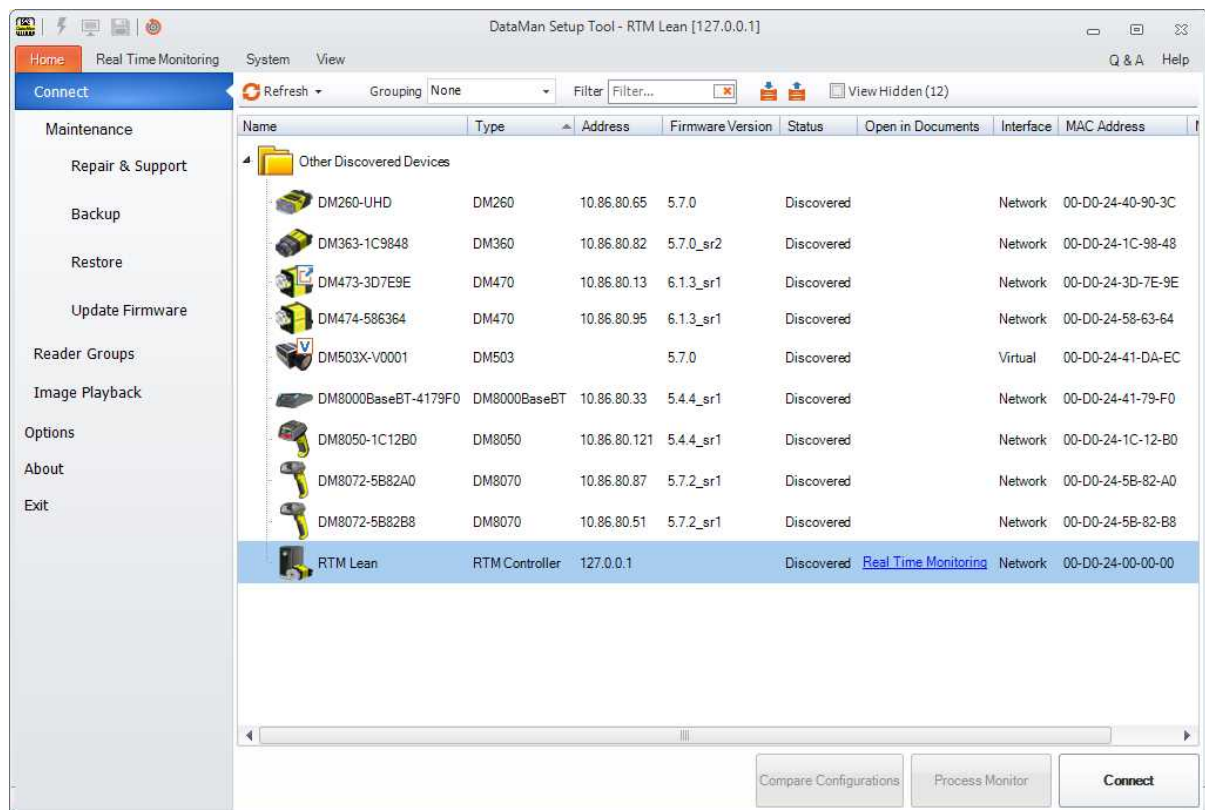 DataMan Setup Tool - RTM Lean [127.0.0.1]
Home Real Time Monitoring System View Q & A Help
Connect
Maintenance
Repair & Support
Backup
Restore
Update Firmware
Reader Groups
Image Playback
Options
About
Exit
Refresh Grouping None Filter Filter... View Hidden (12)
Name Type Address Firmware Version Status Open in Documents Interface MAC Address
Other Discovered Devices
DM260-UHD DM260 10.86.80.65 5.7.0 Discovered Network 00-D0-24-40-90-3C
DM363-1C9848 DM360 10.86.80.82 5.7.0_sr2 Discovered Network 00-D0-24-1C-98-48
DM473-3D7E9E DM470 10.86.80.13 6.1.3_sr1 Discovered Network 00-D0-24-3D-7E-9E
DM474-586364 DM470 10.86.80.95 6.1.3_sr1 Discovered Network 00-D0-24-58-63-64
V DM503X-V0001 DM503 5.7.0 Discovered Virtual 00-D0-24-41-DA-EC
DM8000BaseBT-4179F0 DM8000BaseBT 10.86.80.33 5.4.4_sr1 Discovered Network 00-D0-24-41-79-F0
DM8050-1C12B0 DM8050 10.86.80.121 5.4.4_sr1 Discovered Network 00-D0-24-1C-12-B0
DM8072-5B82A0 DM8070 10.86.80.87 5.7.2_sr1 Discovered Network 00-D0-24-5B-82-A0
DM8072-5B82B8 DM8070 10.86.80.51 5.7.2_sr1 Discovered Network 00-D0-24-5B-82-B8
RTM Lean RTM Controller 127.0.0.1 Discovered Real Time Monitoring Network 00-D0-24-00-00-00
Compare Configurations Process Monitor Connect